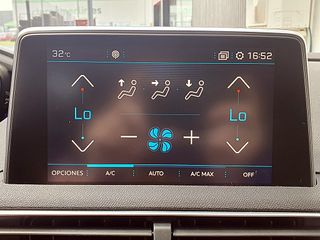 32°C 16:52
Lo Lo
OPCIONES A/C AUTO A/C MAX OFF